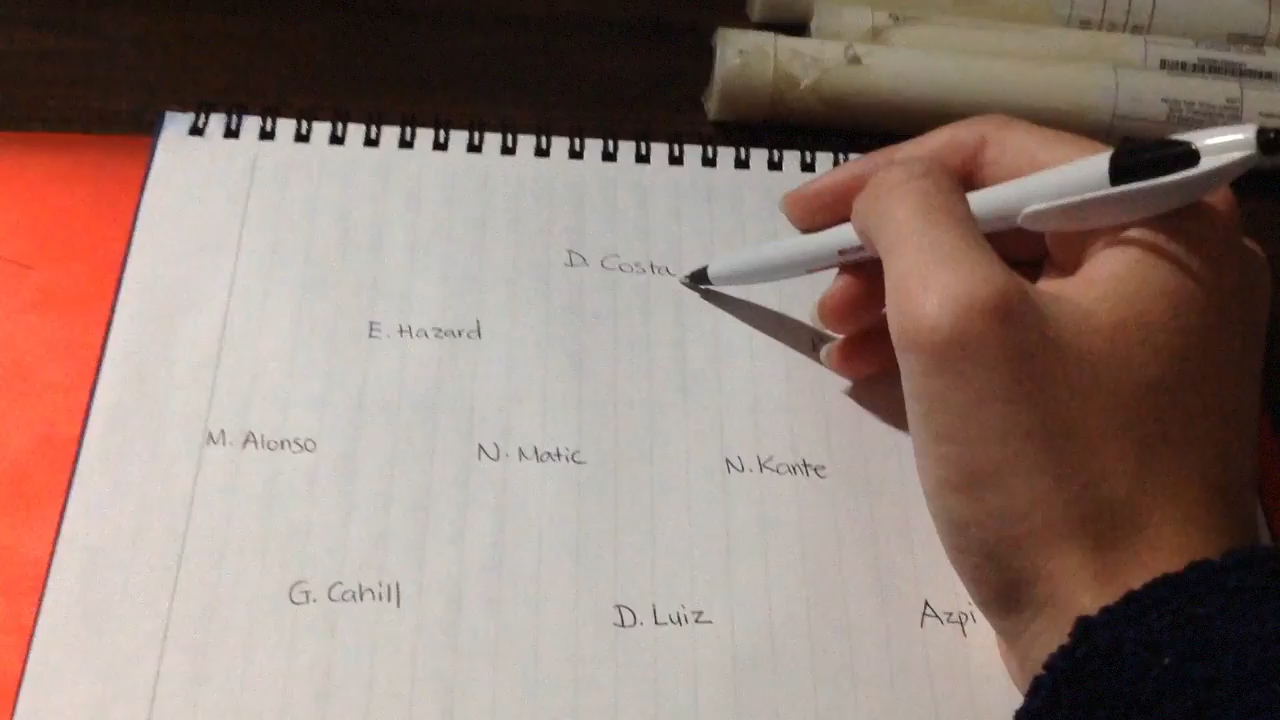 D. Costa
E. Hazard
M. Alonso
N. Matic
N. Kante
G. Cahill
D. Luiz
Azpi